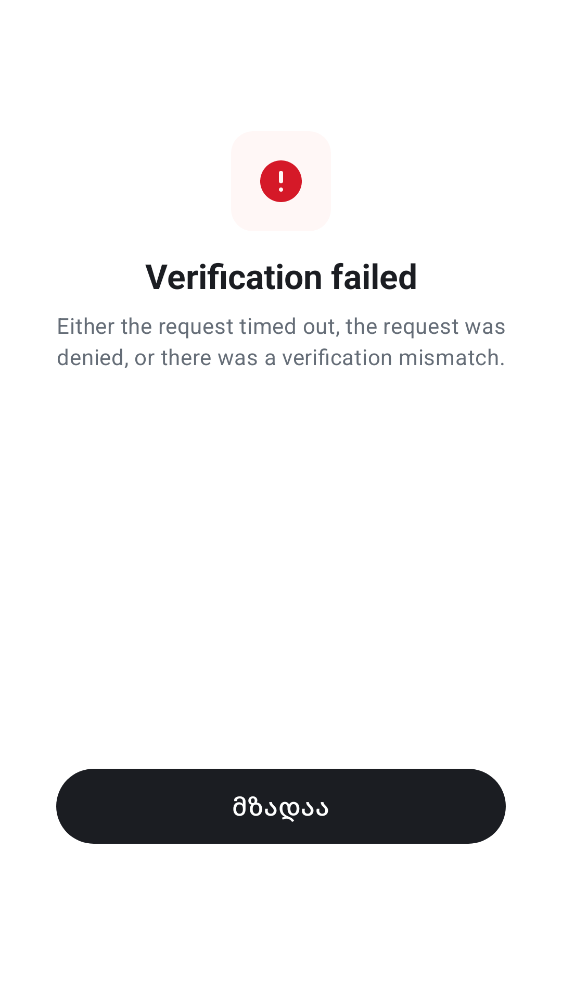 Verification failed
Either the request timed out, the request was
denied, or there was a verification mismatch.
მზადაა